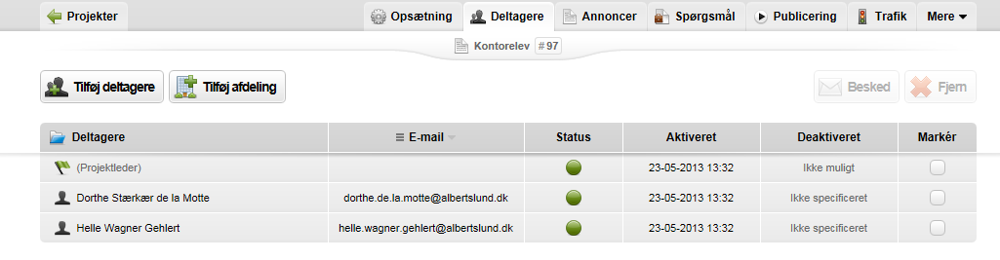 Projekter
Opsætning Deltagere Annoncer Spørgsmål Publicering Trafik Mere
Kontorelev #97
Tilføj deltagere Tilføj afdeling Besked Fjern
Deltagere E-mail Status Aktiveret Deaktiveret Markér
(Projektleder) 23-05-2013 13:32 Ikke muligt
Dorthe Stærkær de la Motte dorthe.de.la.motte@albertslund.dk 23-05-2013 13:32 Ikke specificeret
Helle Wagner Gehlert helle.wagner.gehlert@albertslund.dk 23-05-2013 13:32 Ikke specificeret